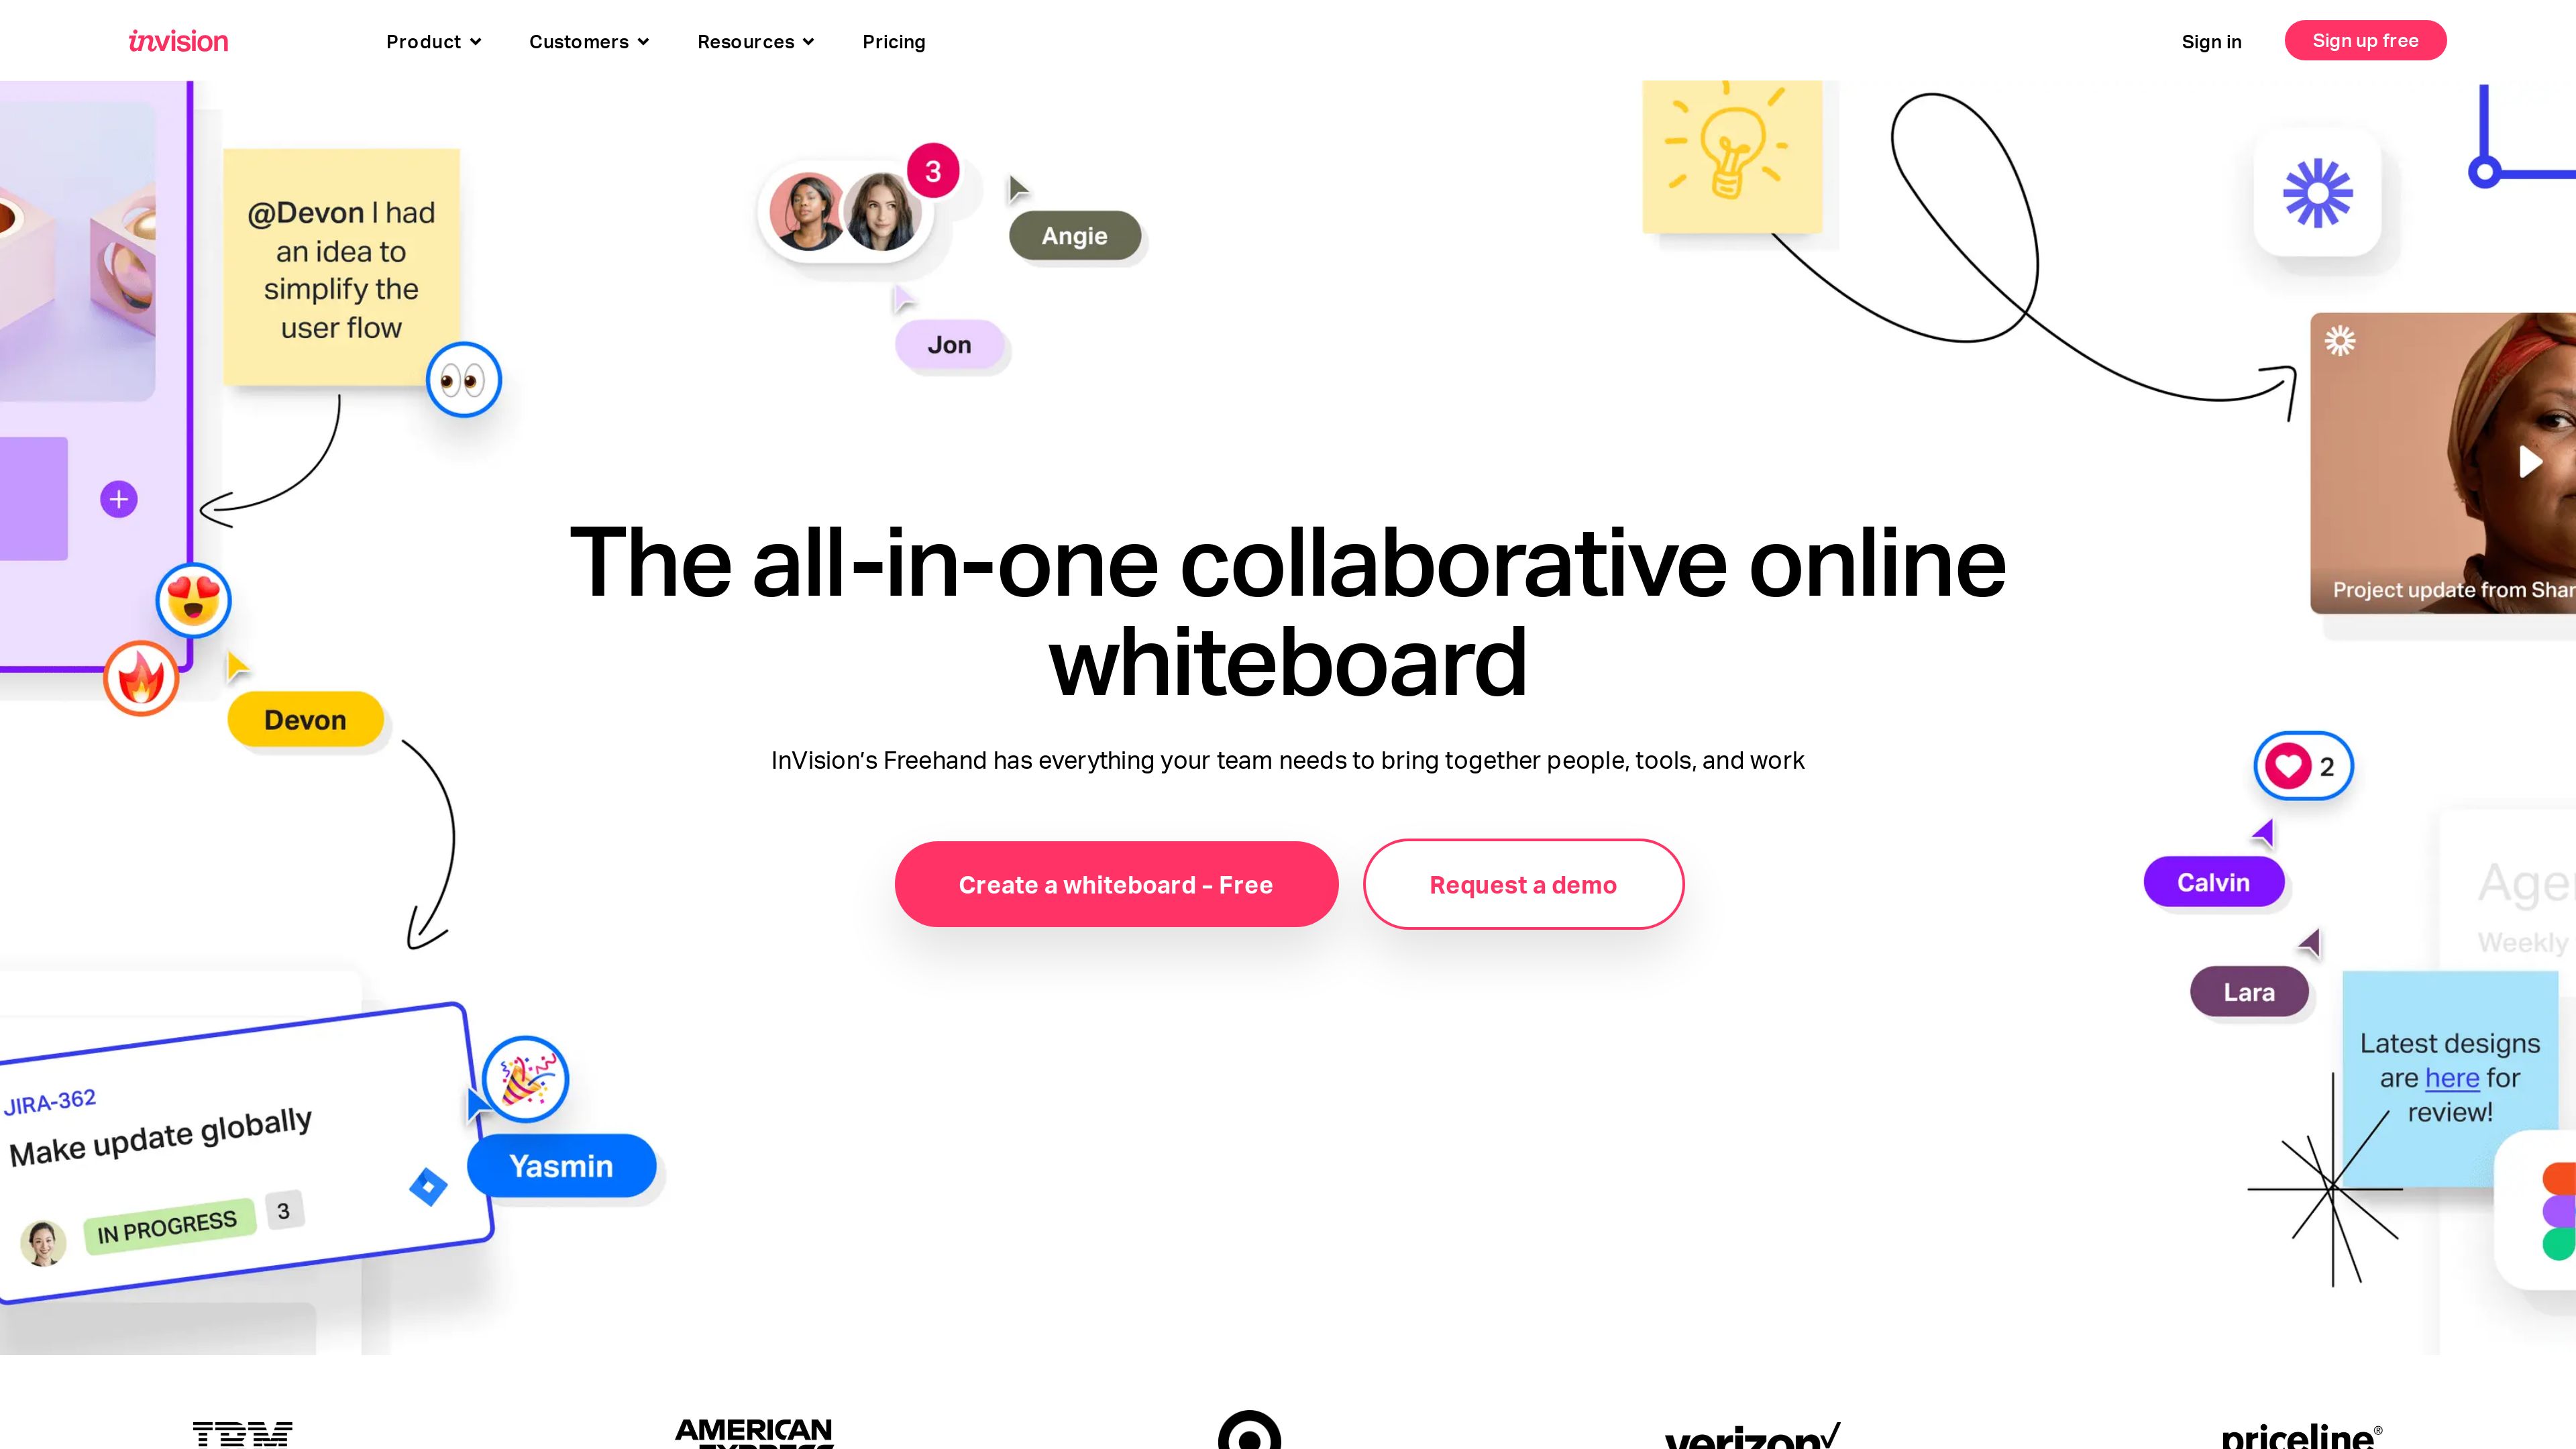 invision
Product
Customers
Resources
Pricing
Sign in
Sign up free
@Devon I had
an idea to
simplify the
user flow
3
Angie
Jon
Project update from Shar
The all-in-one collaborative online
whiteboard
Devon
InVision's Freehand has everything your team needs to bring together people, tools, and work
2
Create a whiteboard – Free
Request a demo
Calvin
Agen
Weekly
Lara
Latest designs
are here for
review!
JIRA-362
Make update globally
IN PROGRESS
3
Yasmin
IBM
AMERICAN
EXPRESS
verizon✓
priceline®